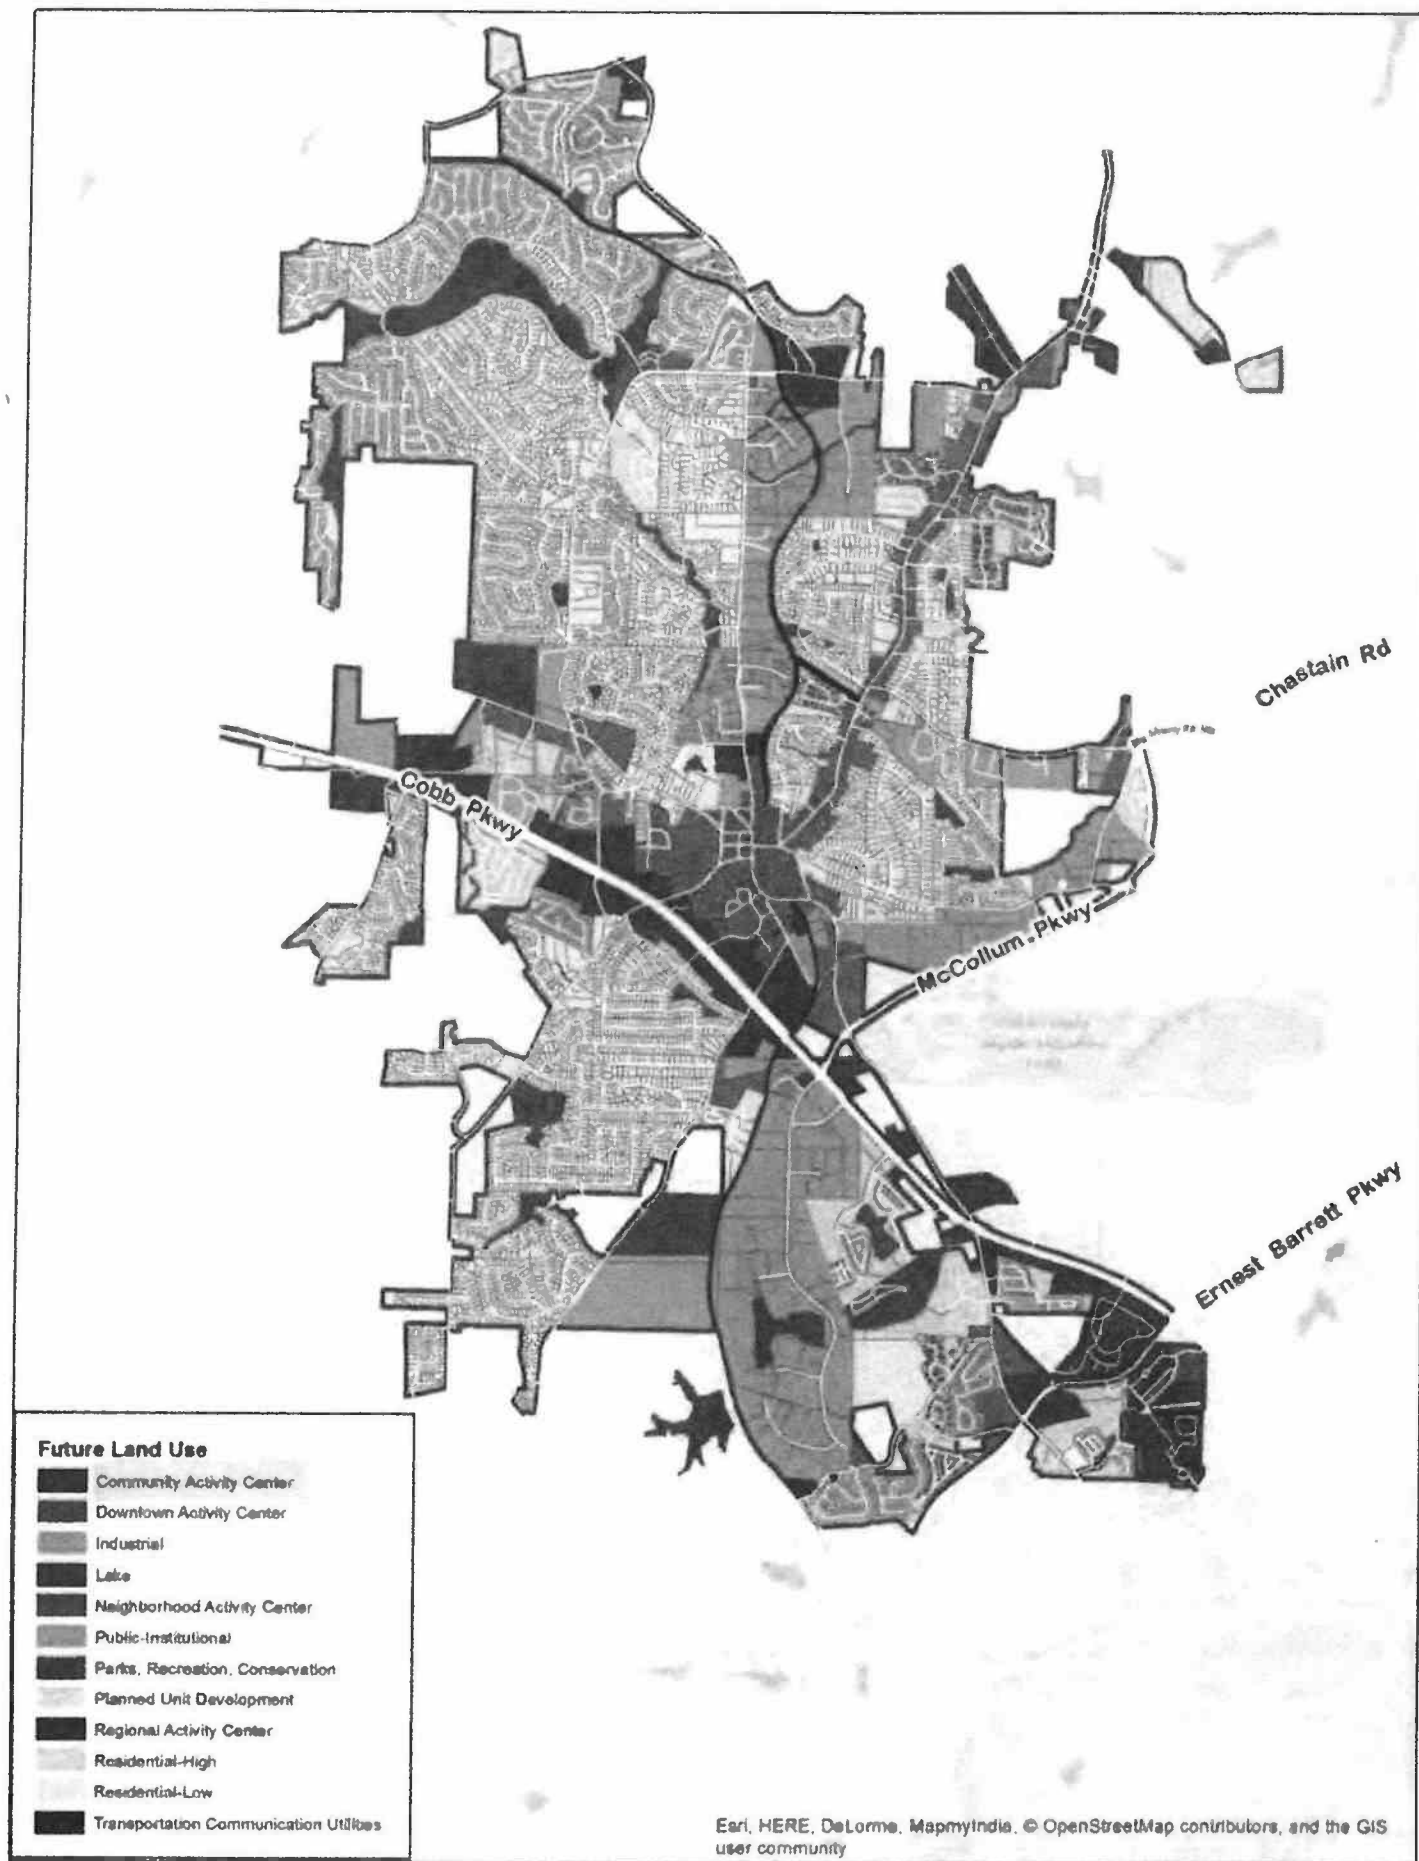 Chastain Rd
Cobb Pkwy
McCollum Pkwy
Ernest Barrett Pkwy
Future Land Use
Community Activity Center
Downtown Activity Center
Industrial
Lake
Neighborhood Activity Center
Public-Institutional
Parks, Recreation, Conservation
Planned Unit Development
Regional Activity Center
Residential-High
Residential-Low
Transportation Communication Utilities
Esri, HERE, DeLorme, MapmyIndia, © OpenStreetMap contributors, and the GIS
user community